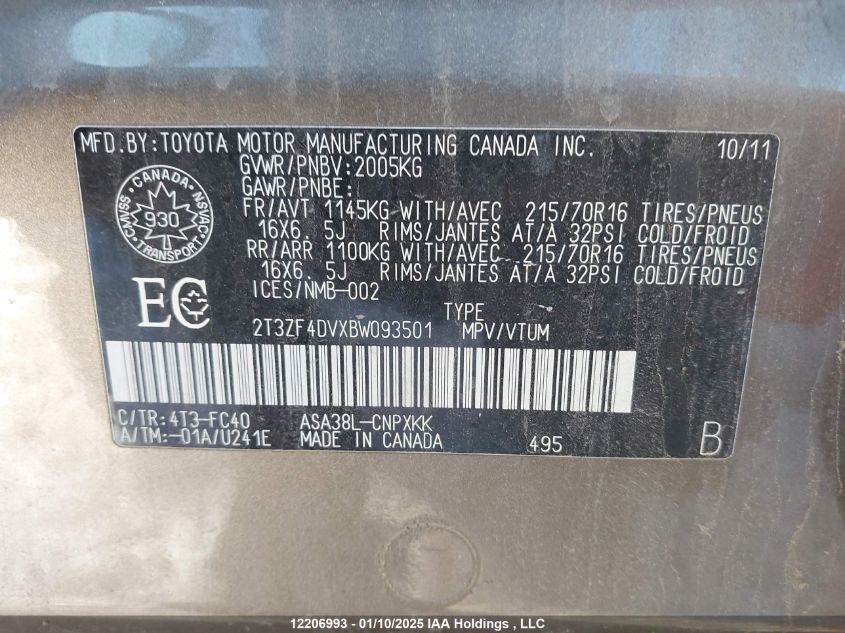 MFD.BY:TOYOTA MOTOR MANUFACTURING CANADA INC. 10/11
GVWR/PNBV:2005KG
GAWR/PNBE:
FR/AVT 1145KG WITH/AVEC 215/70R16 TIRES/PNEUS
16X6.5J RIMS/JANTES AT/A 32PSI COLD/FROID
RR/ARR 1100KG WITH/AVEC 215/70R16 TIRES/PNEUS
16X6.5J RIMS/JANTES AT/A 32PSI COLD/FROID
ICES/NMB-002
CANADA
CMVSS
930
NSVAC
TRANSPORT
EC
TYPE
2T3ZF4DVXBW093501 MPV/VTUM
C/TR:4T3-FC40 ASA38L-CNPXKK
A/TM:-01A/U241E MADE IN CANADA 495 B
12206993 - 01/10/2025 IAA Holdings , LLC